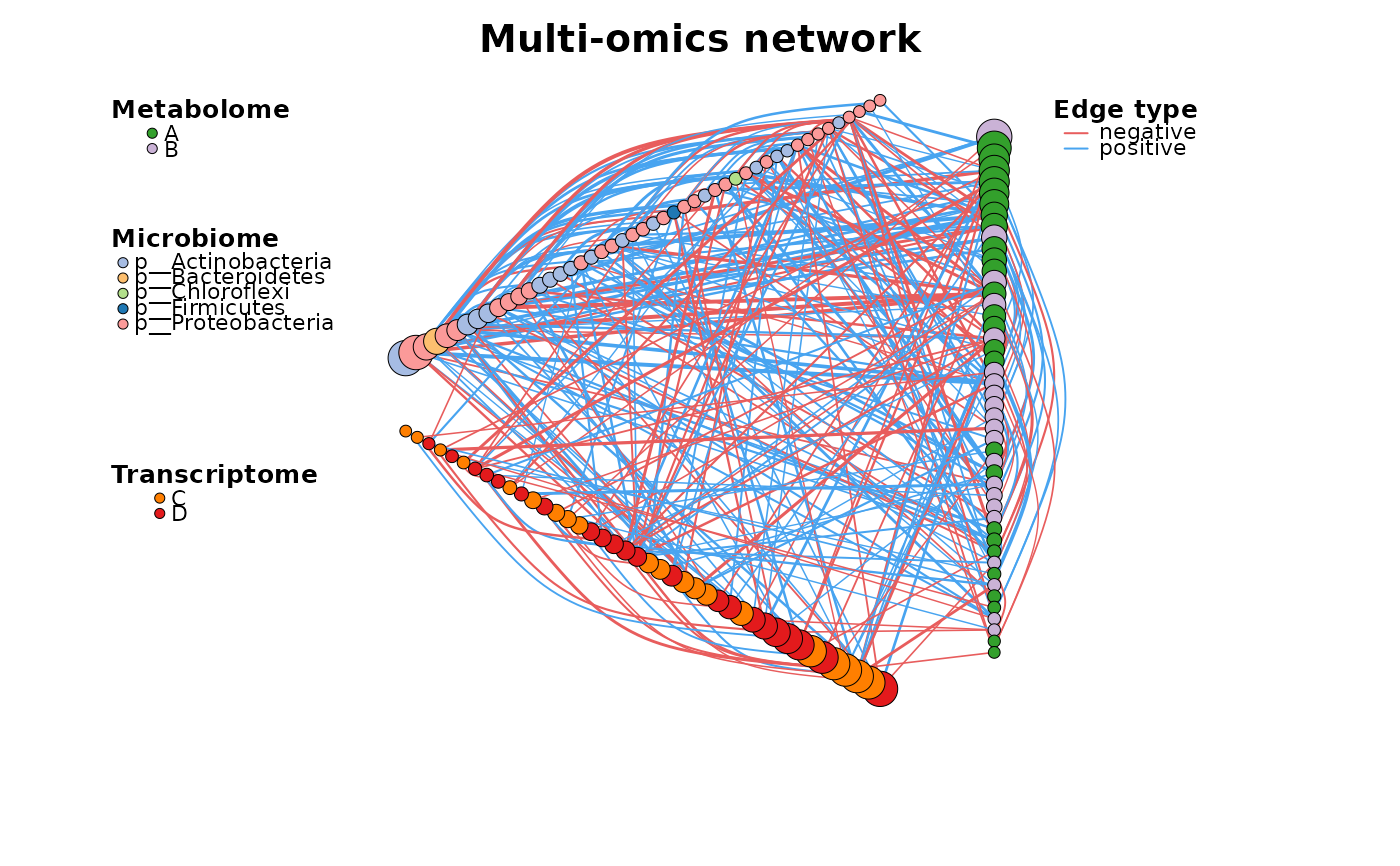 Multi-omics network
Metabolome
A
B
Microbiome
p__Actinobacteria
p__Bacteroidetes
p__Chloroflexi
p__Firmicutes
p__Proteobacteria
Transcriptome
C
D
Edge type
negative
positive